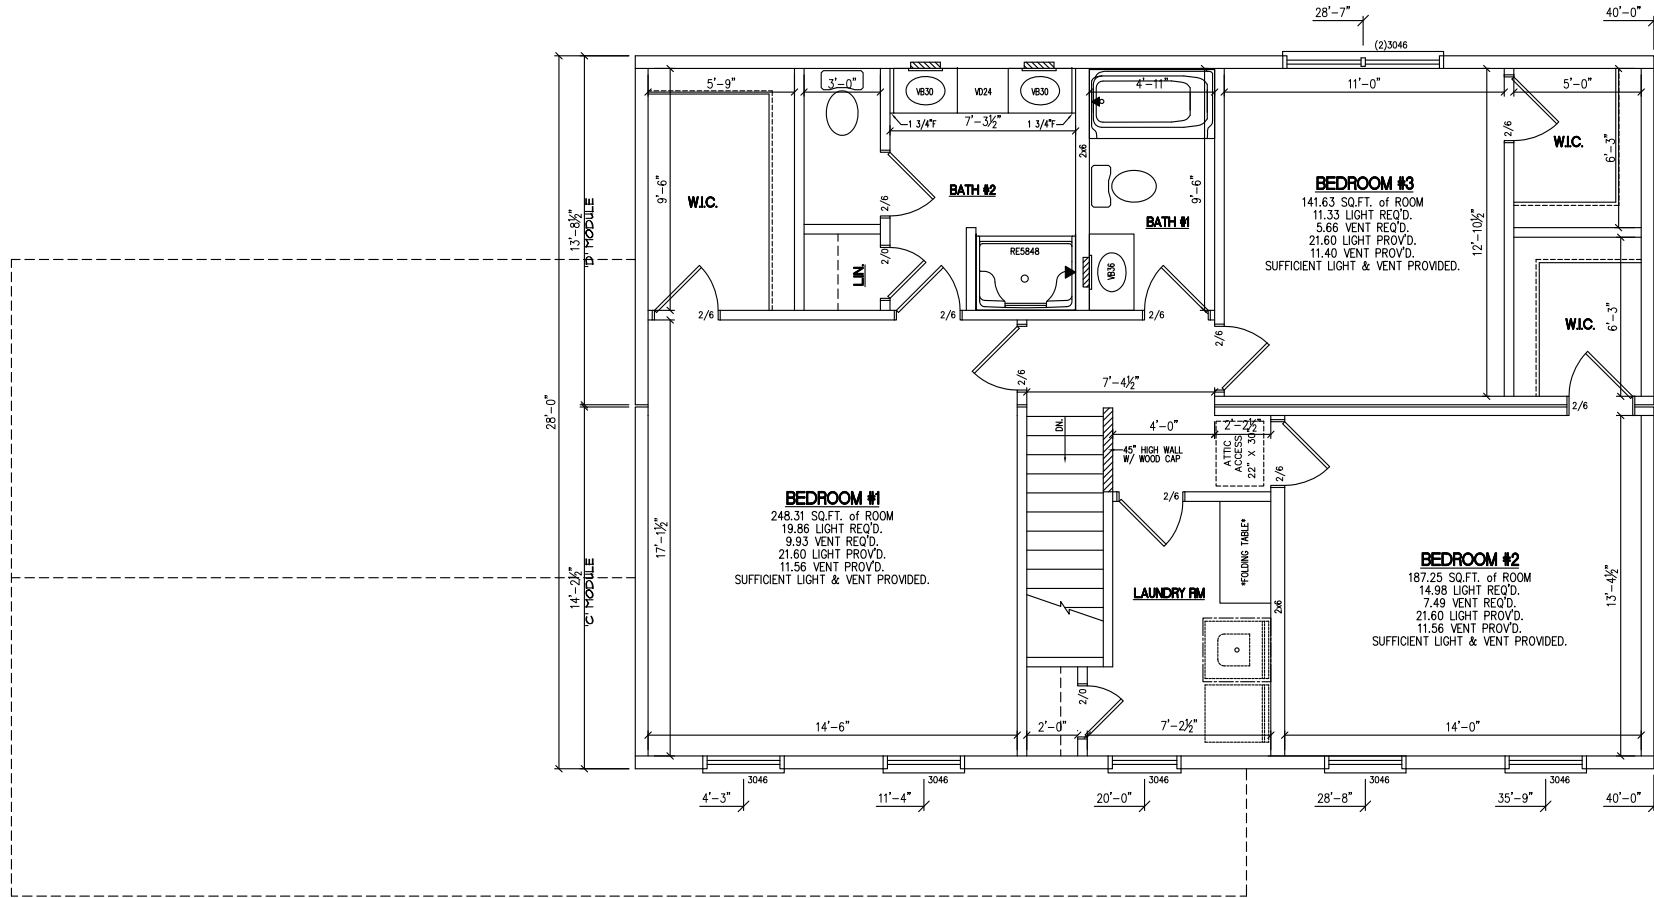 28'-7"
40'-0"
(2)3046
5'-9"
3'-0"
VB30
VD24
VB30
4'-11"
11'-0"
5'-0"
1 3/4"F
7'-3½"
1 3/4"F
2/6
2x6
6'-3"
W.I.C.
9'-6"
W.I.C.
BATH #2
2/6
9'-6"
BATH #1
BEDROOM #3
141.63 SQ.FT. of ROOM
11.33 LIGHT REQ'D.
5.66 VENT REQ'D.
21.60 LIGHT PROV'D.
11.40 VENT PROV'D.
SUFFICIENT LIGHT & VENT PROVIDED.
12'-10½"
13'-8½"
'D' MODULE
LIN.
2/0
RE5848
VB36
W.I.C.
6'-3"
2/6
2/6
2/6
2/6
2/6
7'-4½"
2/6
28'-0"
DN.
4'-0"
2'-2½"
45" HIGH WALL
W/ WOOD CAP
ATTIC
ACCESS
22" X 30"
2/6
2/6
BEDROOM #1
248.31 SQ.FT. of ROOM
19.86 LIGHT REQ'D.
9.93 VENT REQ'D.
21.60 LIGHT PROV'D.
11.56 VENT PROV'D.
SUFFICIENT LIGHT & VENT PROVIDED.
17'-1½"
14'-2½"
'C' MODULE
*FOLDING TABLE*
LAUNDRY RM
2x6
BEDROOM #2
187.25 SQ.FT. of ROOM
14.98 LIGHT REQ'D.
7.49 VENT REQ'D.
21.60 LIGHT PROV'D.
11.56 VENT PROV'D.
SUFFICIENT LIGHT & VENT PROVIDED.
13'-4½"
2/0
14'-6"
2'-0"
7'-2½"
14'-0"
3046
3046
3046
3046
3046
4'-3"
11'-4"
20'-0"
28'-8"
35'-9"
40'-0"